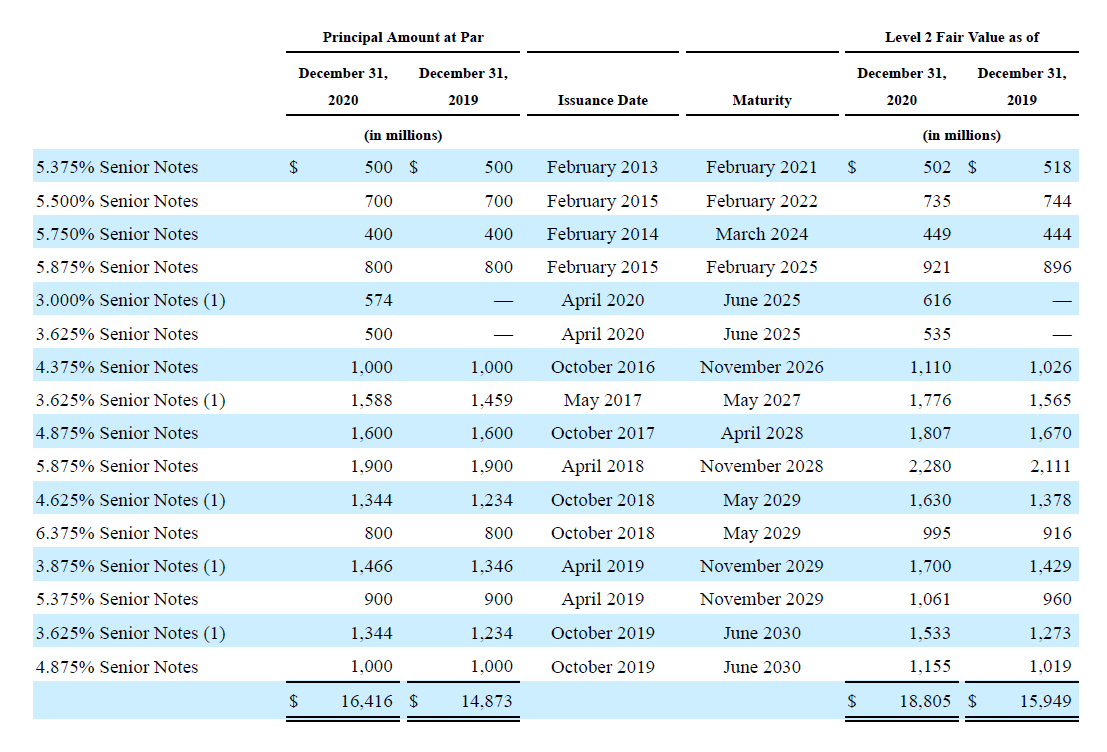 Principal Amount at Par Level 2 Fair Value as of
December 31, December 31, December 31, December 31,
2020 2019 Issuance Date Maturity 2020 2019
(in millions) (in millions)
5.375% Senior Notes $ 500 $ 500 February 2013 February 2021 $ 502 $ 518
5.500% Senior Notes 700 700 February 2015 February 2022 735 744
5.750% Senior Notes 400 400 February 2014 March 2024 449 444
5.875% Senior Notes 800 800 February 2015 February 2025 921 896
3.000% Senior Notes (1) 574 — April 2020 June 2025 616 —
3.625% Senior Notes 500 — April 2020 June 2025 535 —
4.375% Senior Notes 1,000 1,000 October 2016 November 2026 1,110 1,026
3.625% Senior Notes (1) 1,588 1,459 May 2017 May 2027 1,776 1,565
4.875% Senior Notes 1,600 1,600 October 2017 April 2028 1,807 1,670
5.875% Senior Notes 1,900 1,900 April 2018 November 2028 2,280 2,111
4.625% Senior Notes (1) 1,344 1,234 October 2018 May 2029 1,630 1,378
6.375% Senior Notes 800 800 October 2018 May 2029 995 916
3.875% Senior Notes (1) 1,466 1,346 April 2019 November 2029 1,700 1,429
5.375% Senior Notes 900 900 April 2019 November 2029 1,061 960
3.625% Senior Notes (1) 1,344 1,234 October 2019 June 2030 1,533 1,273
4.875% Senior Notes 1,000 1,000 October 2019 June 2030 1,155 1,019
$ 16,416 $ 14,873 $ 18,805 $ 15,949